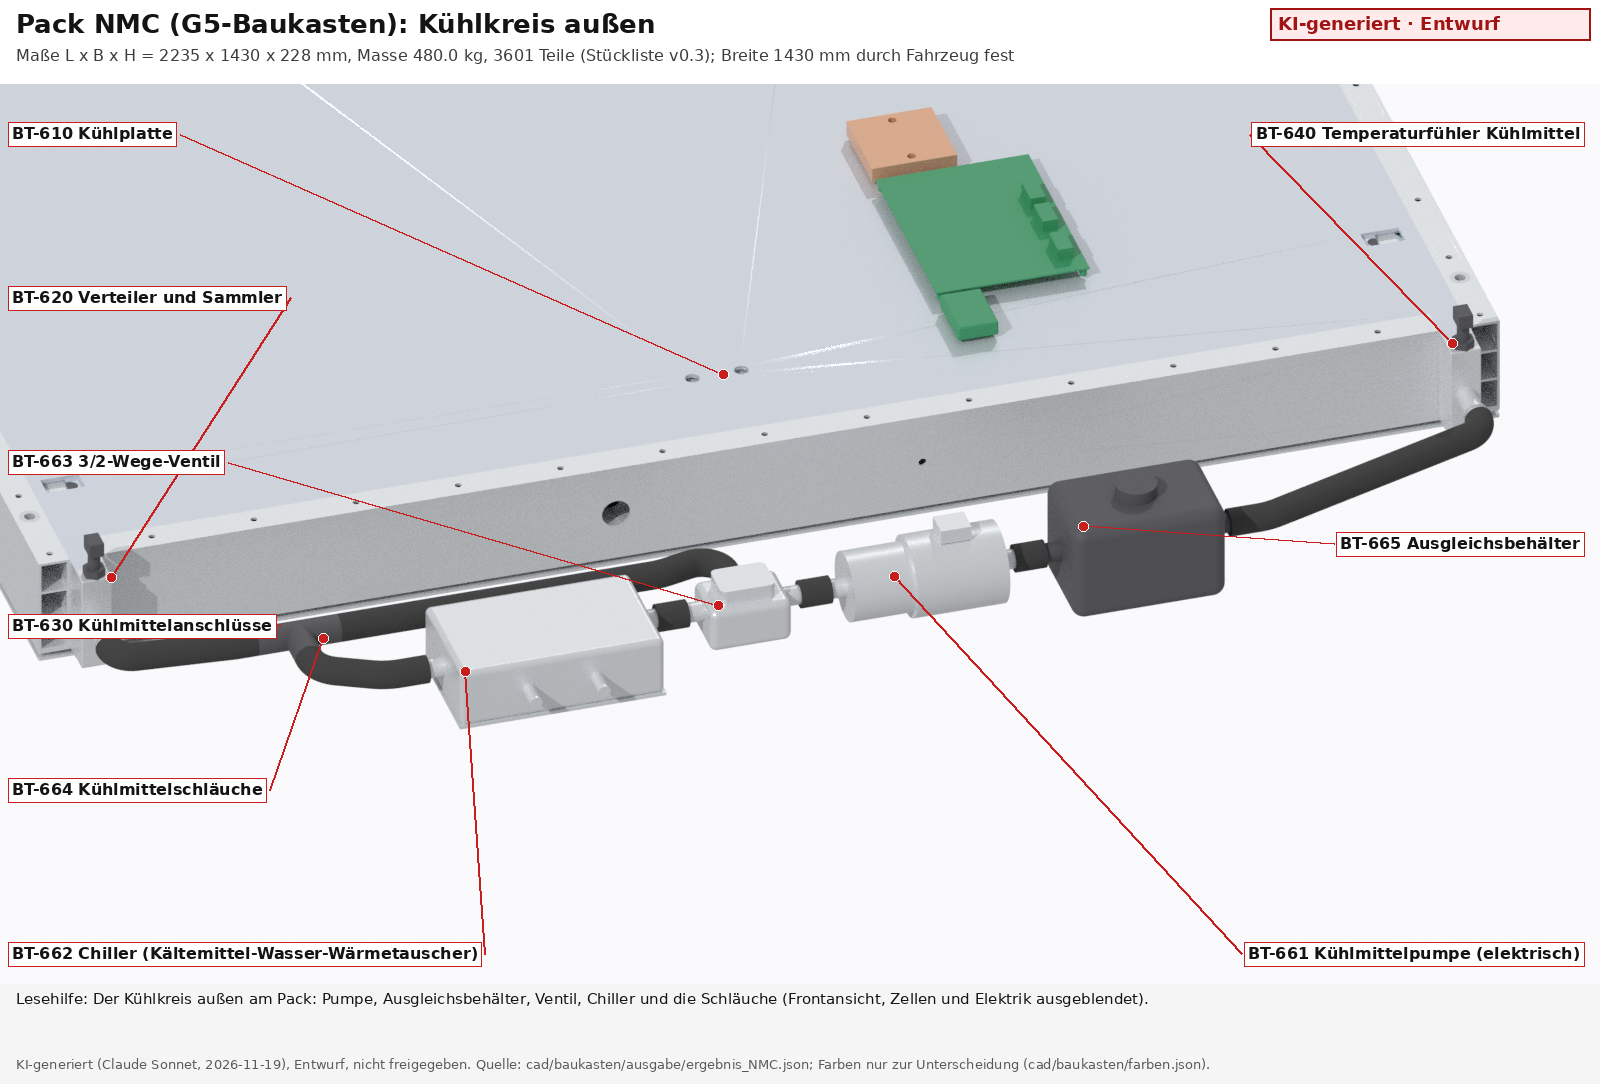 Pack NMC (G5-Baukasten): Kühlkreis außen
KI-generiert · Entwurf
Maße L x B x H = 2235 x 1430 x 228 mm, Masse 480.0 kg, 3601 Teile (Stückliste v0.3); Breite 1430 mm durch Fahrzeug fest
BT-610 Kühlplatte
BT-640 Temperaturfühler Kühlmittel
BT-620 Verteiler und Sammler
BT-663 3/2-Wege-Ventil
BT-665 Ausgleichsbehälter
BT-630 Kühlmittelanschlüsse
BT-664 Kühlmittelschläuche
BT-662 Chiller (Kältemittel-Wasser-Wärmetauscher)
BT-661 Kühlmittelpumpe (elektrisch)
Lesehilfe: Der Kühlkreis außen am Pack: Pumpe, Ausgleichsbehälter, Ventil, Chiller und die Schläuche (Frontansicht, Zellen und Elektrik ausgeblendet).
KI-generiert (Claude Sonnet, 2026-11-19), Entwurf, nicht freigegeben. Quelle: cad/baukasten/ausgabe/ergebnis_NMC.json; Farben nur zur Unterscheidung (cad/baukasten/farben.json).